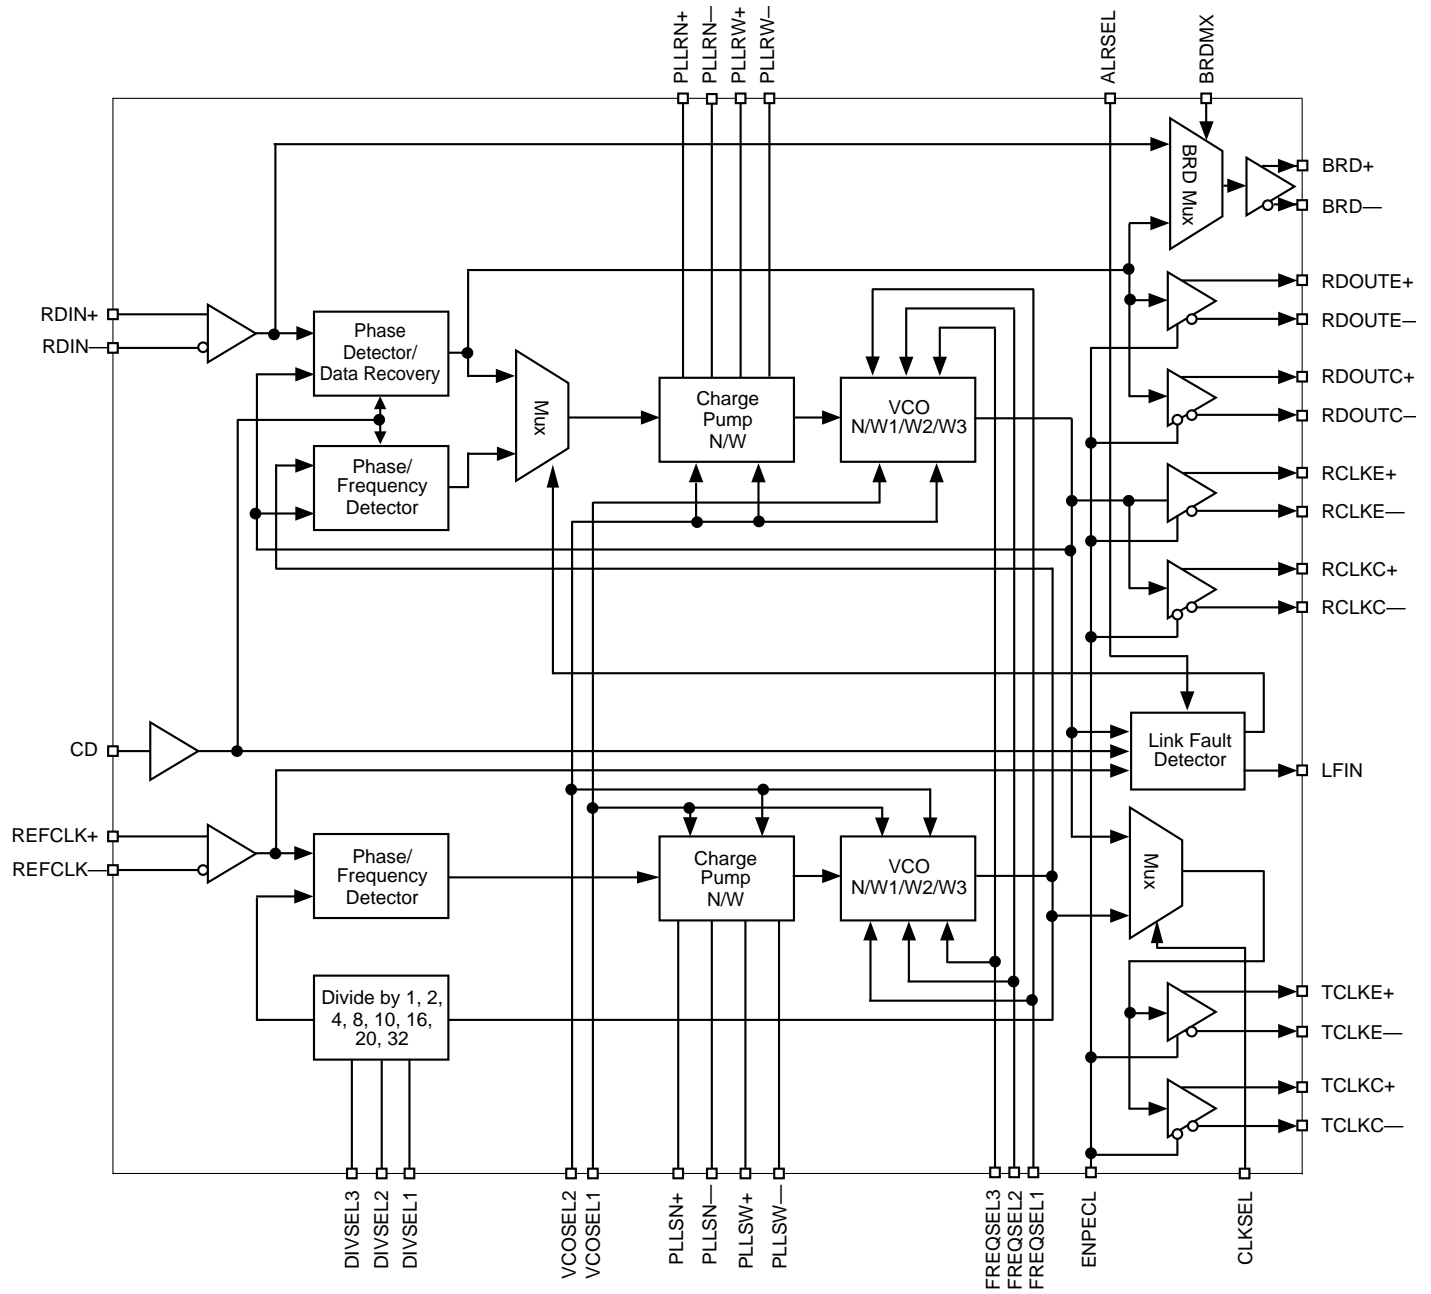 PLLRN+
PLLRN—
PLLRW+
PLLRW–
ALRSEL
BRDMX
BRD Mux
BRD+
BRD—
RDIN+
RDIN—
Phase
Detector/
Data Recovery
Mux
Charge
Pump
N/W
VCO
N/W1/W2/W3
RDOUTE+
RDOUTE—
RDOUTC+
RDOUTC—
Phase/
Frequency
Detector
RCLKE+
RCLKE—
RCLKC+
RCLKC—
CD
Link Fault
Detector
LFIN
REFCLK+
REFCLK—
Phase/
Frequency
Detector
Charge
Pump
N/W
VCO
N/W1/W2/W3
Mux
Divide by 1, 2,
4, 8, 10, 16,
20, 32
TCLKE+
TCLKE—
TCLKC+
TCLKC—
DIVSEL3
DIVSEL2
DIVSEL1
VCOSEL2
VCOSEL1
PLLSN+
PLLSN—
PLLSW+
PLLSW—
FREQSEL3
FREQSEL2
FREQSEL1
ENPECL
CLKSEL